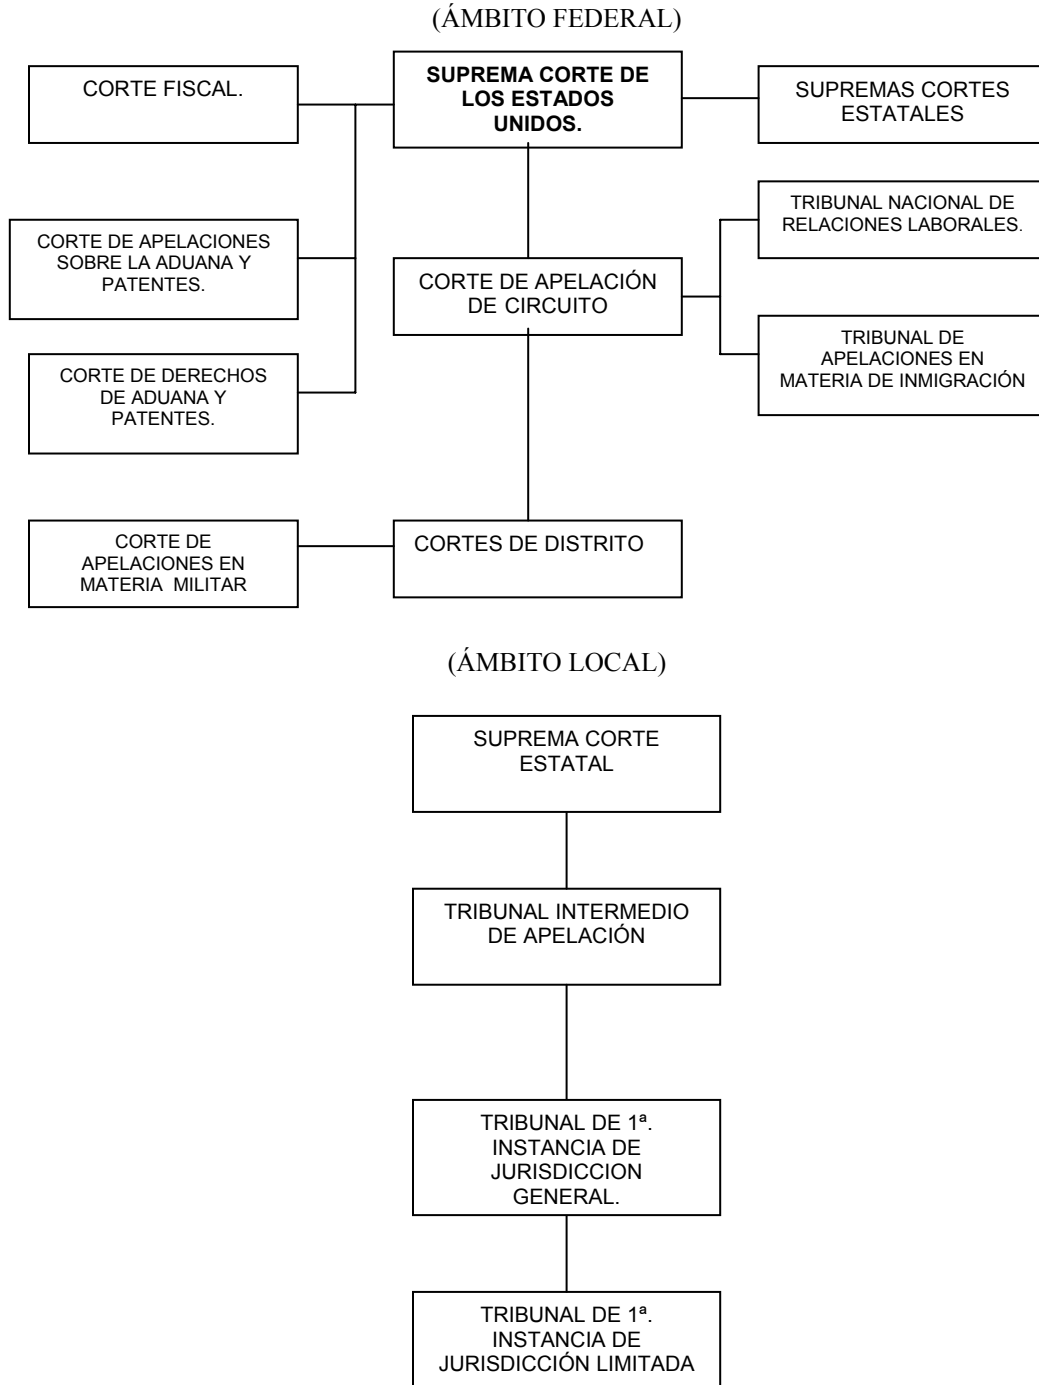 (ÁMBITO FEDERAL)
CORTE FISCAL.
SUPREMA CORTE DE
LOS ESTADOS
UNIDOS.
SUPREMAS CORTES
ESTATALES
CORTE DE APELACIONES
SOBRE LA ADUANA Y
PATENTES.
CORTE DE APELACIÓN
DE CIRCUITO
TRIBUNAL NACIONAL DE
RELACIONES LABORALES.
TRIBUNAL DE
APELACIONES EN
MATERIA DE INMIGRACIÓN
CORTE DE DERECHOS
DE ADUANA Y
PATENTES.
CORTE DE
APELACIONES EN
MATERIA MILITAR
CORTES DE DISTRITO
(ÁMBITO LOCAL)
SUPREMA CORTE
ESTATAL
TRIBUNAL INTERMEDIO
DE APELACIÓN
TRIBUNAL DE 1ª.
INSTANCIA DE
JURISDICCION
GENERAL.
TRIBUNAL DE 1ª.
INSTANCIA DE
JURISDICCIÓN LIMITADA